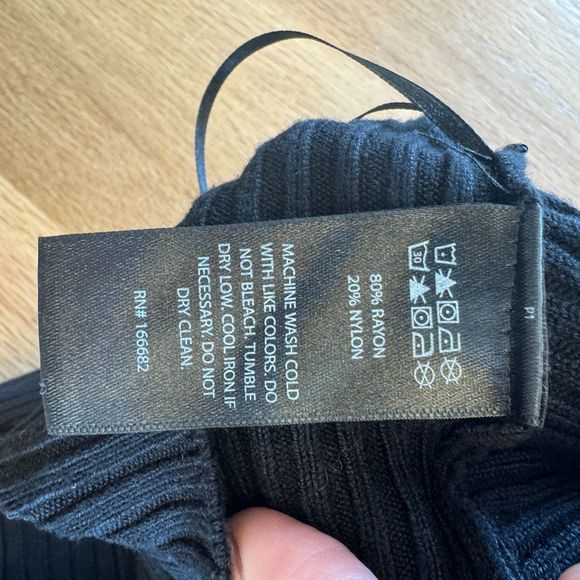 30
80% RAYON
20% NYLON
MACHINE WASH COLD
WITH LIKE COLORS. DO
NOT BLEACH. TUMBLE
DRY LOW. COOL IRON IF
NECESSARY. DO NOT
DRY CLEAN.
RN# 166682